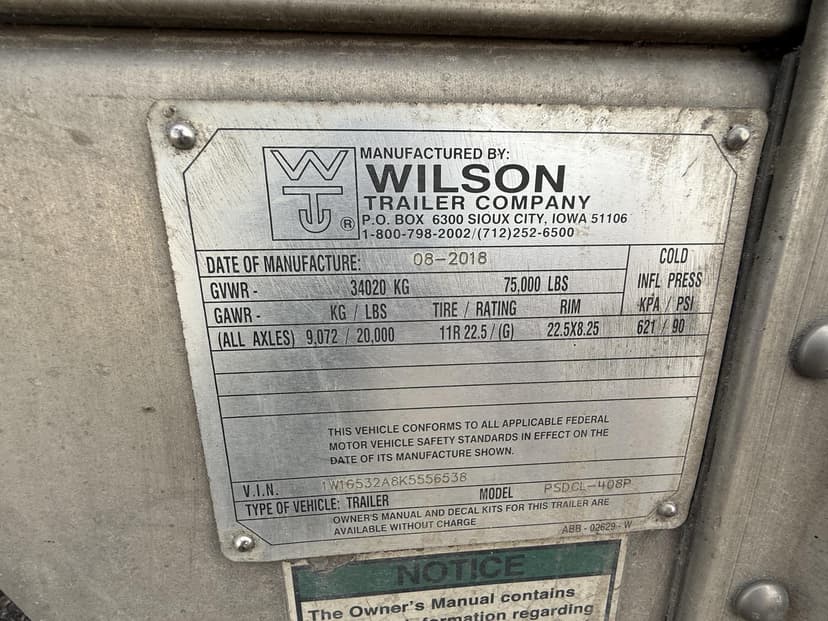 WT ®
MANUFACTURED BY:
WILSON
TRAILER COMPANY
P.O. BOX 6300 SIOUX CITY, IOWA 51106
1-800-798-2002/(712)252-6500
DATE OF MANUFACTURE: 08-2018
COLD
INFL PRESS
KPA / PSI
GVWR - 34020 KG 75,000 LBS
GAWR - KG / LBS TIRE / RATING RIM
(ALL AXLES) 9,072 / 20,000 11R 22.5/(G) 22.5X8.25 621 / 90
THIS VEHICLE CONFORMS TO ALL APPLICABLE FEDERAL
MOTOR VEHICLE SAFETY STANDARDS IN EFFECT ON THE
DATE OF ITS MANUFACTURE SHOWN.
V.I.N. 1W16532A8K5556538
TYPE OF VEHICLE: TRAILER MODEL PSDCL-408P
OWNER'S MANUAL AND DECAL KITS FOR THIS TRAILER ARE
AVAILABLE WITHOUT CHARGE
ABB - 02629 - W
NOTICE
The Owner's Manual contains
information regarding